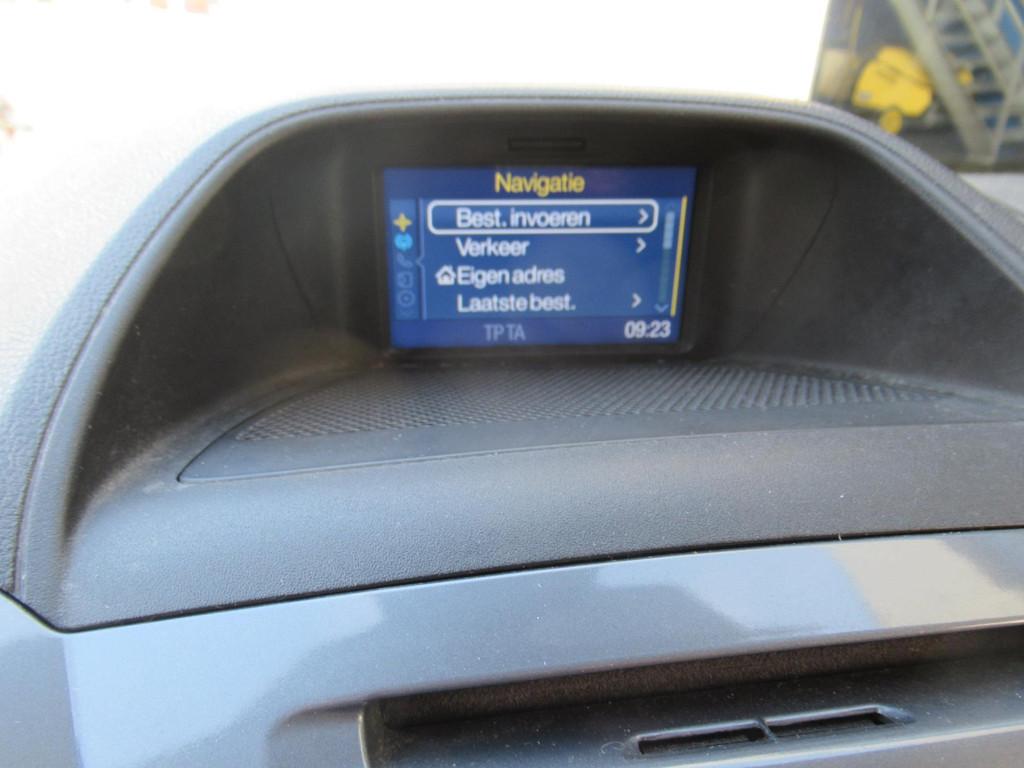 Navigatie
Best. invoeren
Verkeer
Eigen adres
Laatste best.
TP TA 09:23